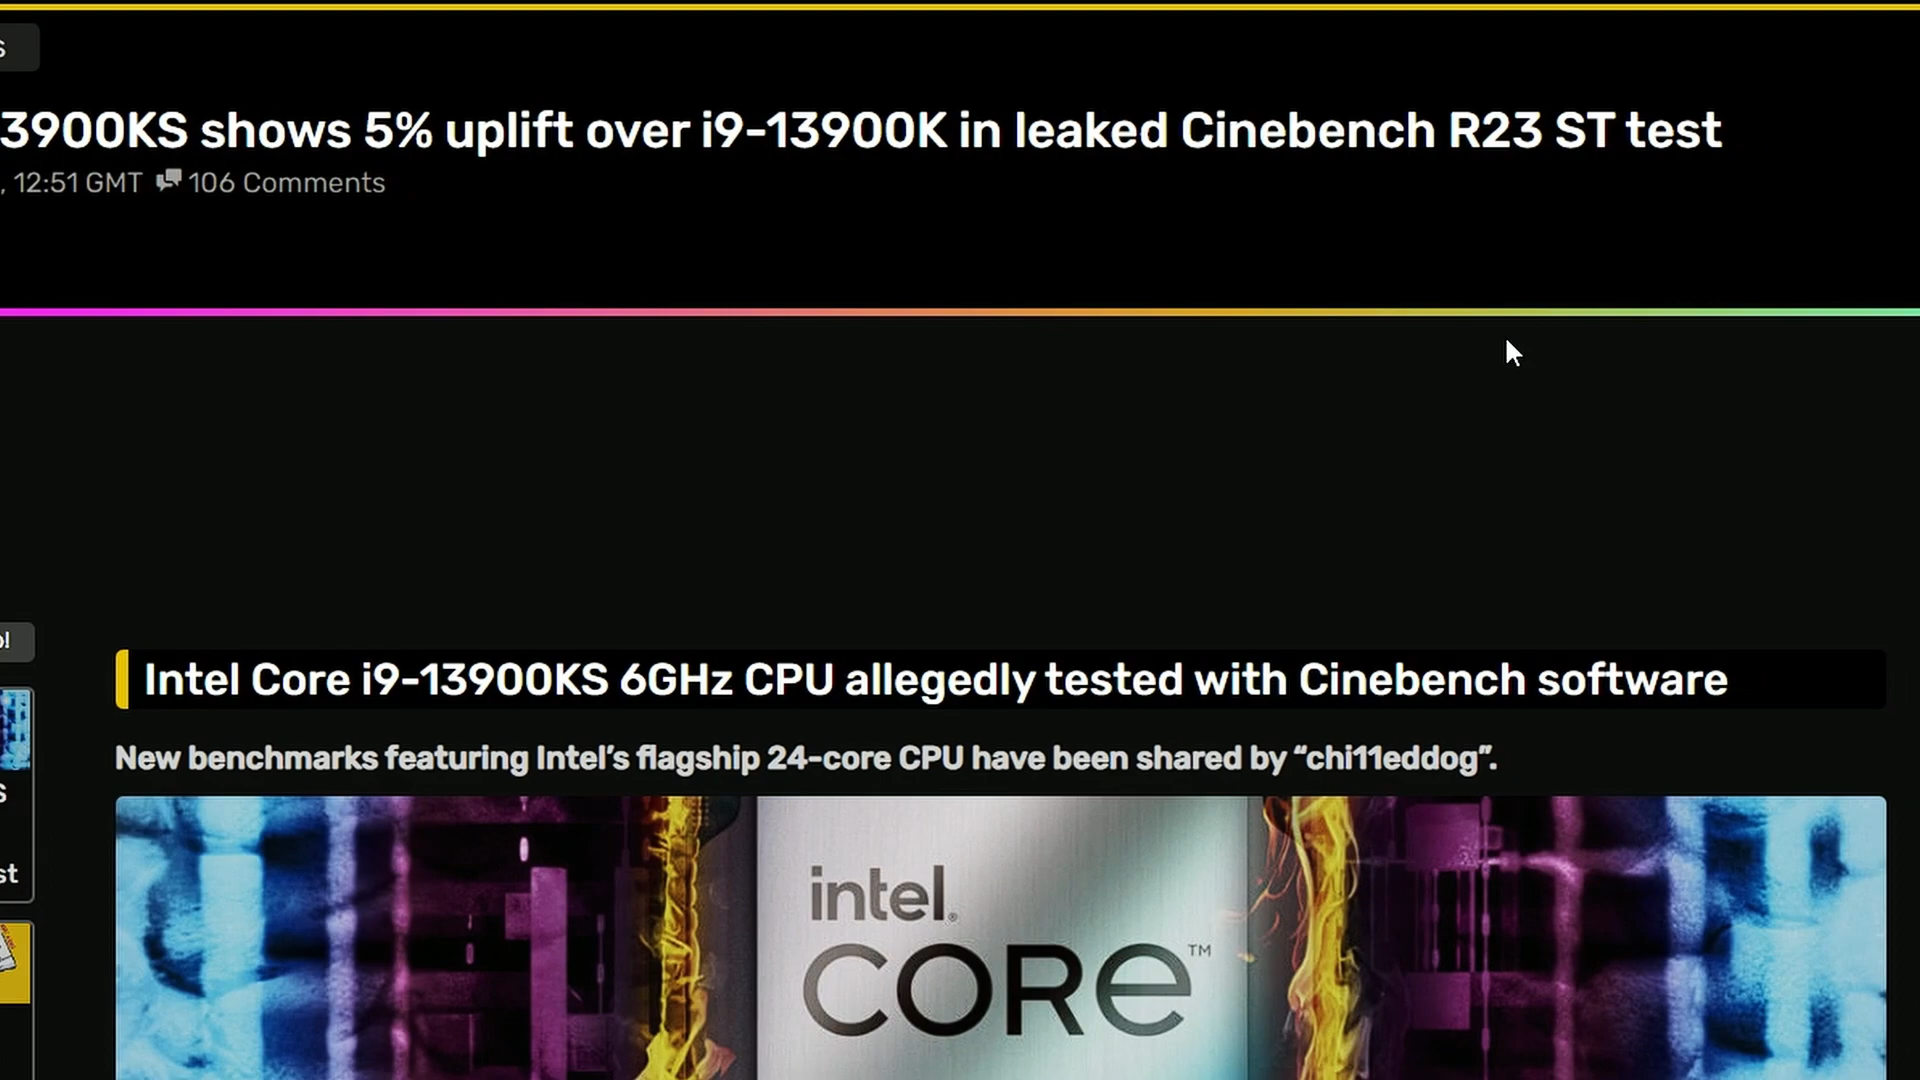 S
3900KS shows 5% uplift over i9-13900K in leaked Cinebench R23 ST test
, 12:51 GMT 106 Comments
o!
Intel Core i9-13900KS 6GHz CPU allegedly tested with Cinebench software
New benchmarks featuring Intel’s flagship 24-core CPU have been shared by “chi11eddog”.
S
st
intel®
CORE™